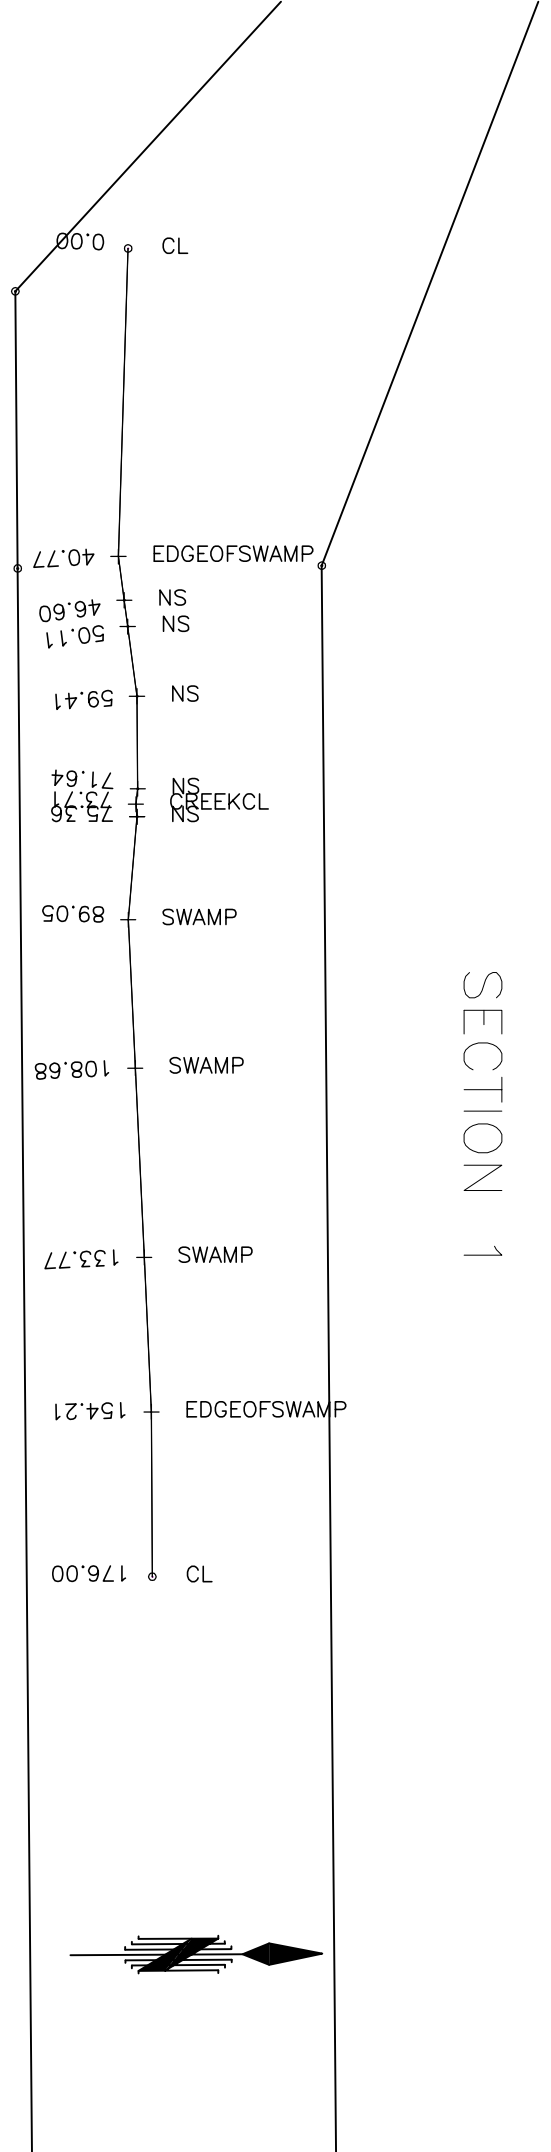 0.00 CL
40.77 EDGEOFSWAMP
46.60 NS
50.11 NS
59.41 NS
71.64 NS
73.71 CREEKCL
75.36 NS
89.05 SWAMP
108.68 SWAMP
133.77 SWAMP
154.21 EDGEOFSWAMP
176.00 CL
SECTION 1
N